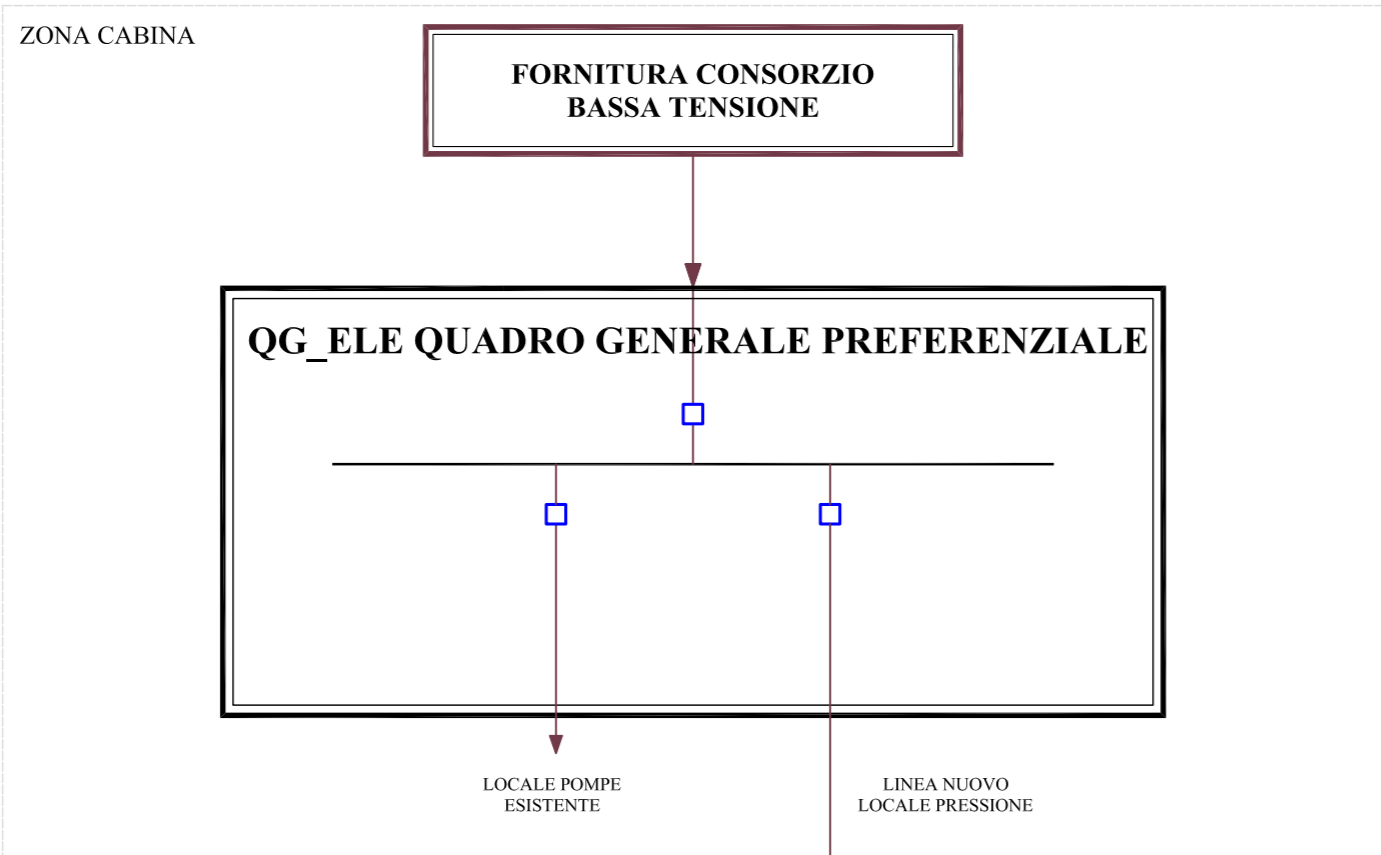 ZONA CABINA
FORNITURA CONSORZIO
BASSA TENSIONE
QG_ELE QUADRO GENERALE PREFERENZIALE
LOCALE POMPE
ESISTENTE
LINEA NUOVO
LOCALE PRESSIONE